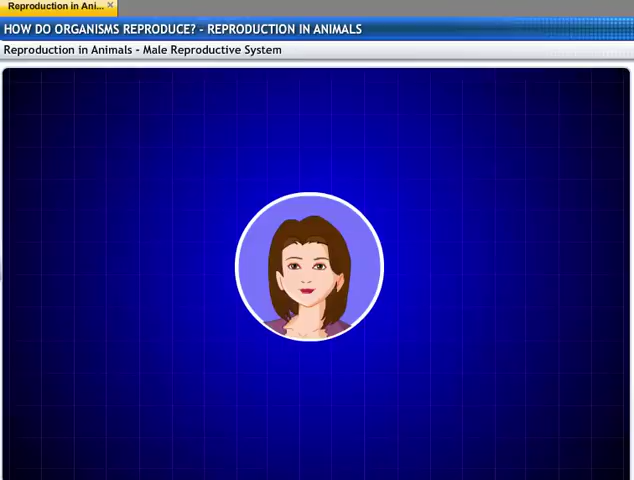 Reproduction in Ani...
HOW DO ORGANISMS REPRODUCE? - REPRODUCTION IN ANIMALS
Reproduction in Animals - Male Reproductive System